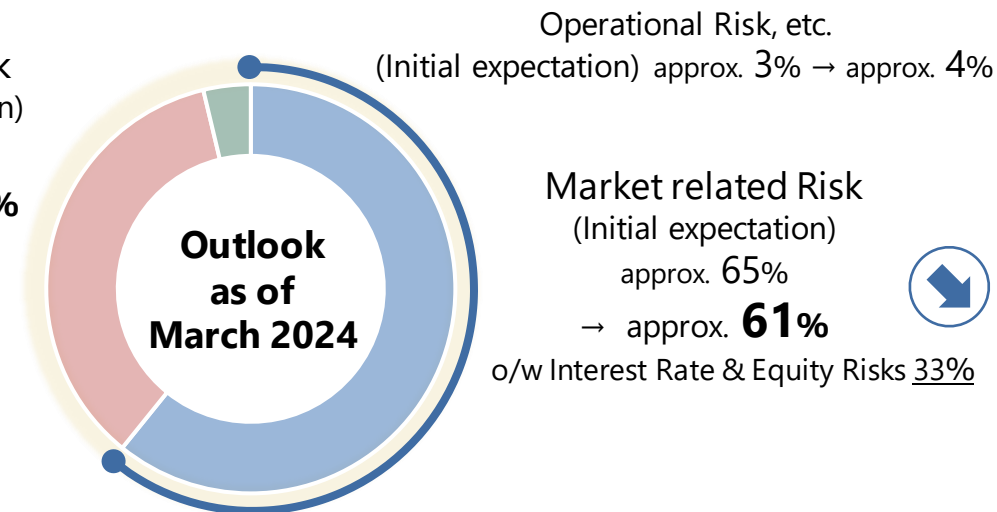 Operational Risk, etc.
(Initial expectation) approx. 3% → approx. 4%
k
n)
%
Market related Risk
(Initial expectation)
approx. 65%
→ approx. 61%
o/w Interest Rate & Equity Risks 33%
Outlook
as of
March 2024